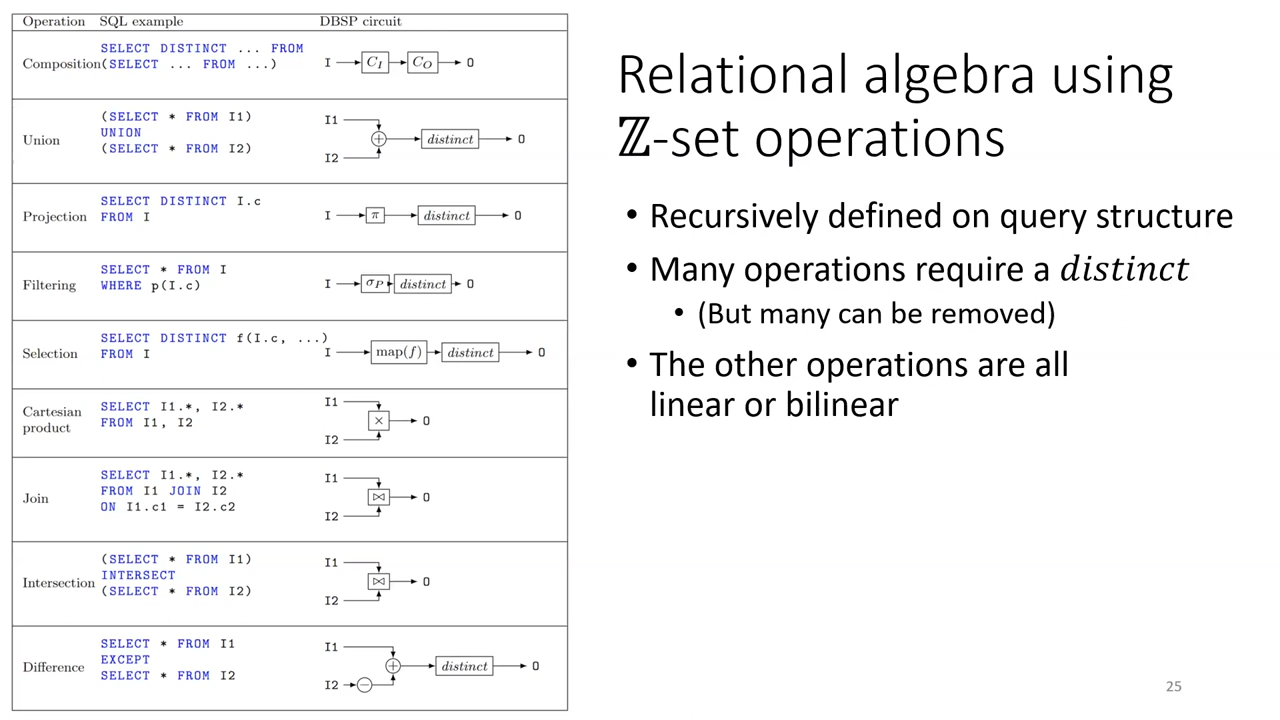 Operation SQL example DBSP circuit
Composition
SELECT DISTINCT ... FROM
(SELECT ... FROM ...)
I C_I C_O O
Union
(SELECT * FROM I1)
UNION
(SELECT * FROM I2)
I1
I2
+ distinct O
Projection
SELECT DISTINCT I.c
FROM I
I π distinct O
Filtering
SELECT * FROM I
WHERE p(I.c)
I σ_P distinct O
Selection
SELECT DISTINCT f(I.c, ...)
FROM I
I map(f) distinct O
Cartesian
product
SELECT I1.*, I2.*
FROM I1, I2
I1
× O
I2
Join
SELECT I1.*, I2.*
FROM I1 JOIN I2
ON I1.c1 = I2.c2
I1
⋈ O
I2
Intersection
(SELECT * FROM I1)
INTERSECT
(SELECT * FROM I2)
I1
⋈ O
I2
Difference
SELECT * FROM I1
EXCEPT
SELECT * FROM I2
I1
+ distinct O
I2 −
Relational algebra using
ℤ-set operations
• Recursively defined on query structure
• Many operations require a distinct
• (But many can be removed)
• The other operations are all
linear or bilinear
25